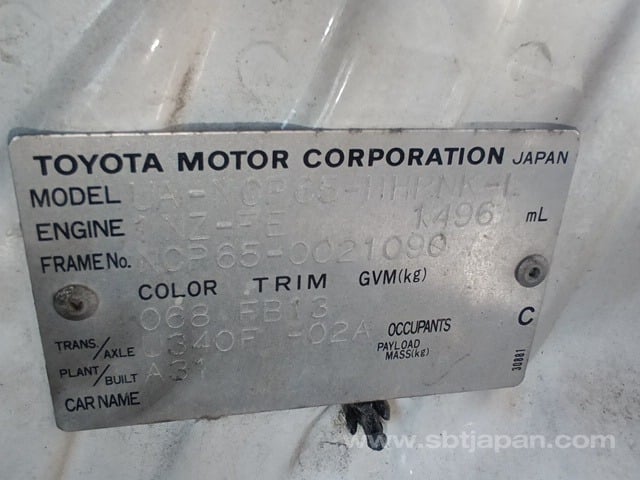 TOYOTA MOTOR CORPORATION JAPAN
MODEL UA-NCP65-HHPNK-L
ENGINE 1NZ-FE 1496 mL
FRAME No. NCP65-0021090
COLOR TRIM GVM(kg)
068 FB13
TRANS./AXLE U340F -02A OCCUPANTS C
PAYLOAD MASS(kg)
PLANT/BUILT A31
CAR NAME
30881
www.sbtjapan.com